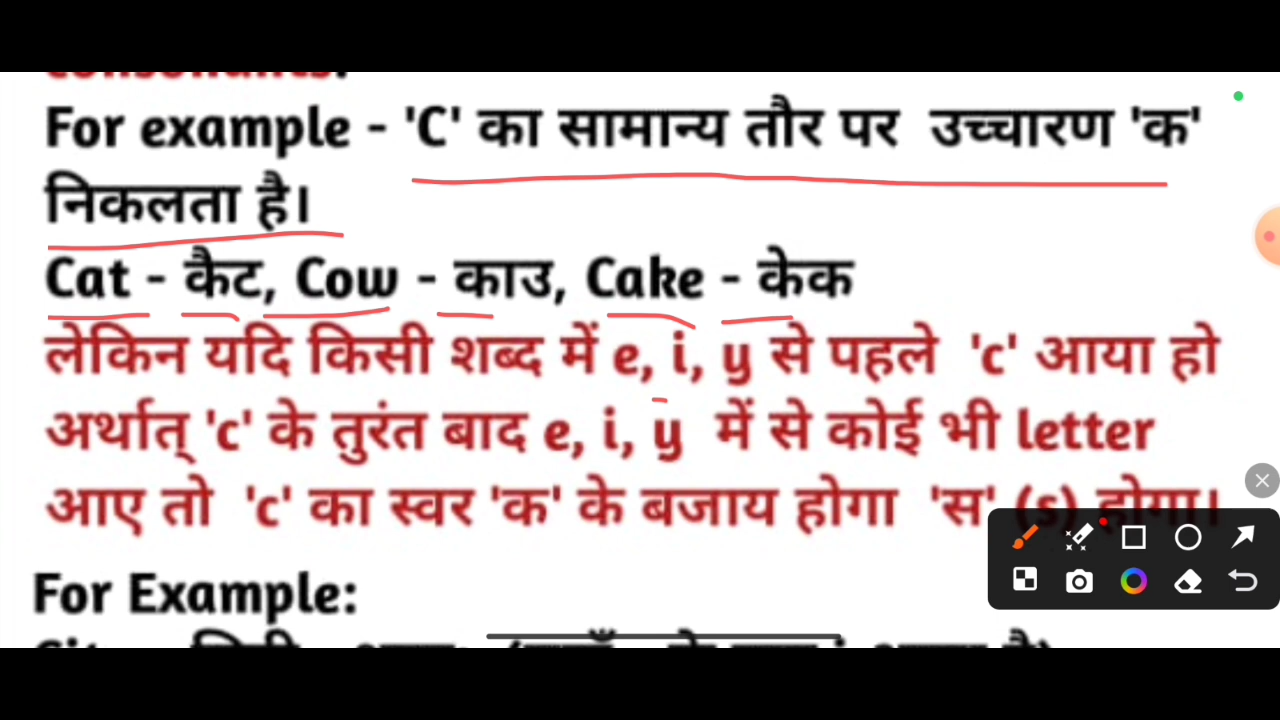 consonants.
For example - 'C' का सामान्य तौर पर उच्चारण 'क'
निकलता है।
Cat - कैट, Cow - काउ, Cake - केक
लेकिन यदि किसी शब्द में e, i, y से पहले 'c' आया हो
अर्थात् 'c' के तुरंत बाद e, i, y में से कोई भी letter
आए तो 'c' का स्वर 'क' के बजाय होगा 'स' (s) होगा।
For Example: